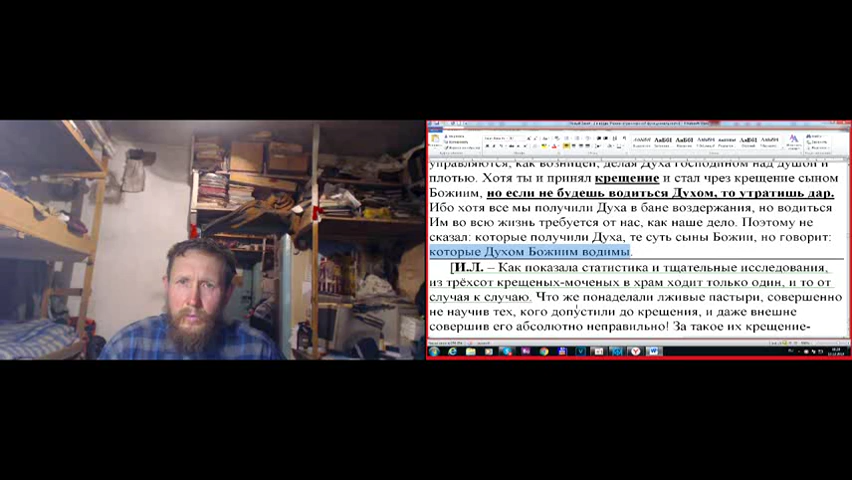 управляются, как возницей, делая Духа господином над душой и
плотью. Хотя ты и принял крещение и стал чрез крещение сыном
Божиим, но если не будешь водиться Духом, то утратишь дар.
Ибо хотя все мы получили Духа в бане воздержания, но водиться
Им во всю жизнь требуется от нас, как наше дело. Поэтому не
сказал: которые получили Духа, те суть сыны Божии, но говорит:
которые Духом Божиим водимы.
[И.Л. – Как показала статистика и тщательные исследования,
из трёхсот крещеных-моченых в храм ходит только один, и то от
случая к случаю. Что же понаделали лживые пастыри, совершенно
не научив тех, кого допустили до крещения, и даже внешне
совершив его абсолютно неправильно! За такое их крещение-